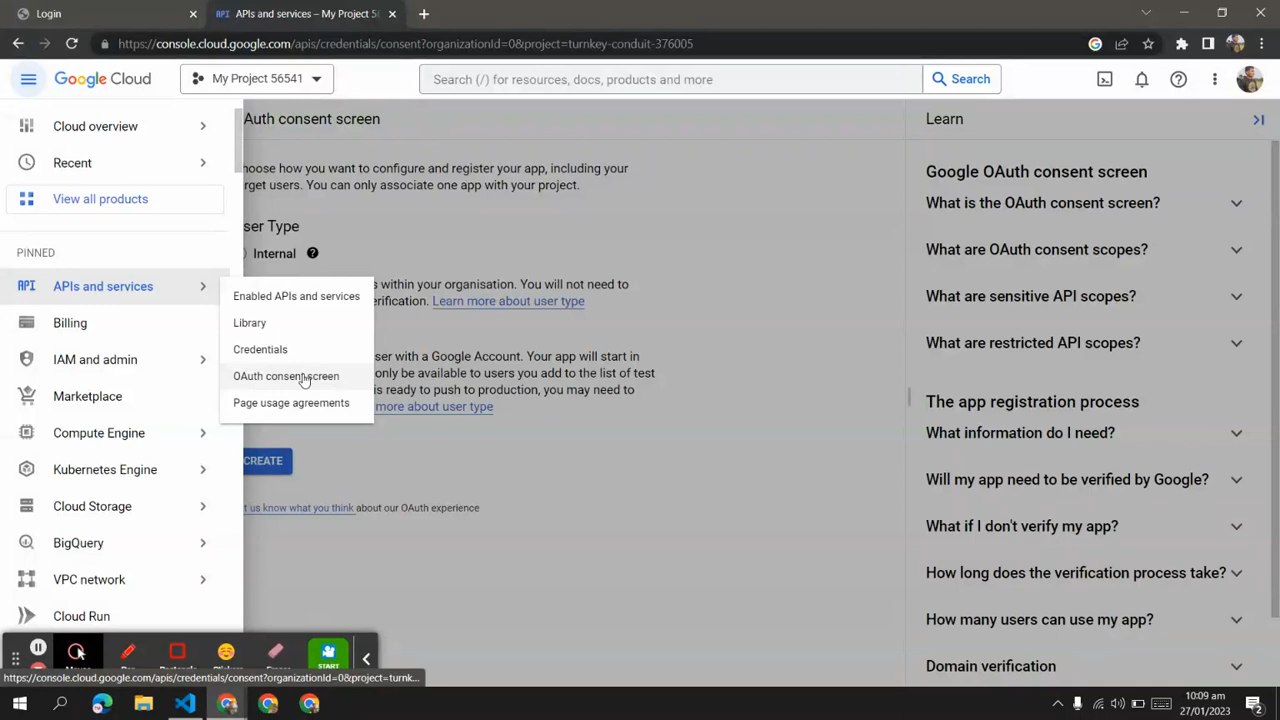 Login
APIs and services – My Project 5
https://console.cloud.google.com/apis/credentials/consent?organizationId=0&project=turnkey-conduit-376005
Google Cloud
My Project 56541
Search (/) for resources, docs, products and more
Search
Cloud overview
Recent
View all products
PINNED
API
APIs and services
Billing
IAM and admin
Marketplace
Compute Engine
Kubernetes Engine
Cloud Storage
BigQuery
VPC network
Cloud Run
Enabled APIs and services
Library
Credentials
OAuth consent screen
Page usage agreements
Auth consent screen
hoose how you want to configure and register your app, including your
rget users. You can only associate one app with your project.
ser Type
Internal
s within your organisation. You will not need to
erification. Learn more about user type
ser with a Google Account. Your app will start in
only be available to users you add to the list of test
is ready to push to production, you may need to
more about user type
CREATE
t us know what you think about our OAuth experience
Learn
Google OAuth consent screen
What is the OAuth consent screen?
What are OAuth consent scopes?
What are sensitive API scopes?
What are restricted API scopes?
The app registration process
What information do I need?
Will my app need to be verified by Google?
What if I don't verify my app?
How long does the verification process take?
How many users can use my app?
Domain verification
START
https://console.cloud.google.com/apis/credentials/consent?organizationId=0&project=turnk...
10:09 am
27/01/2023
2